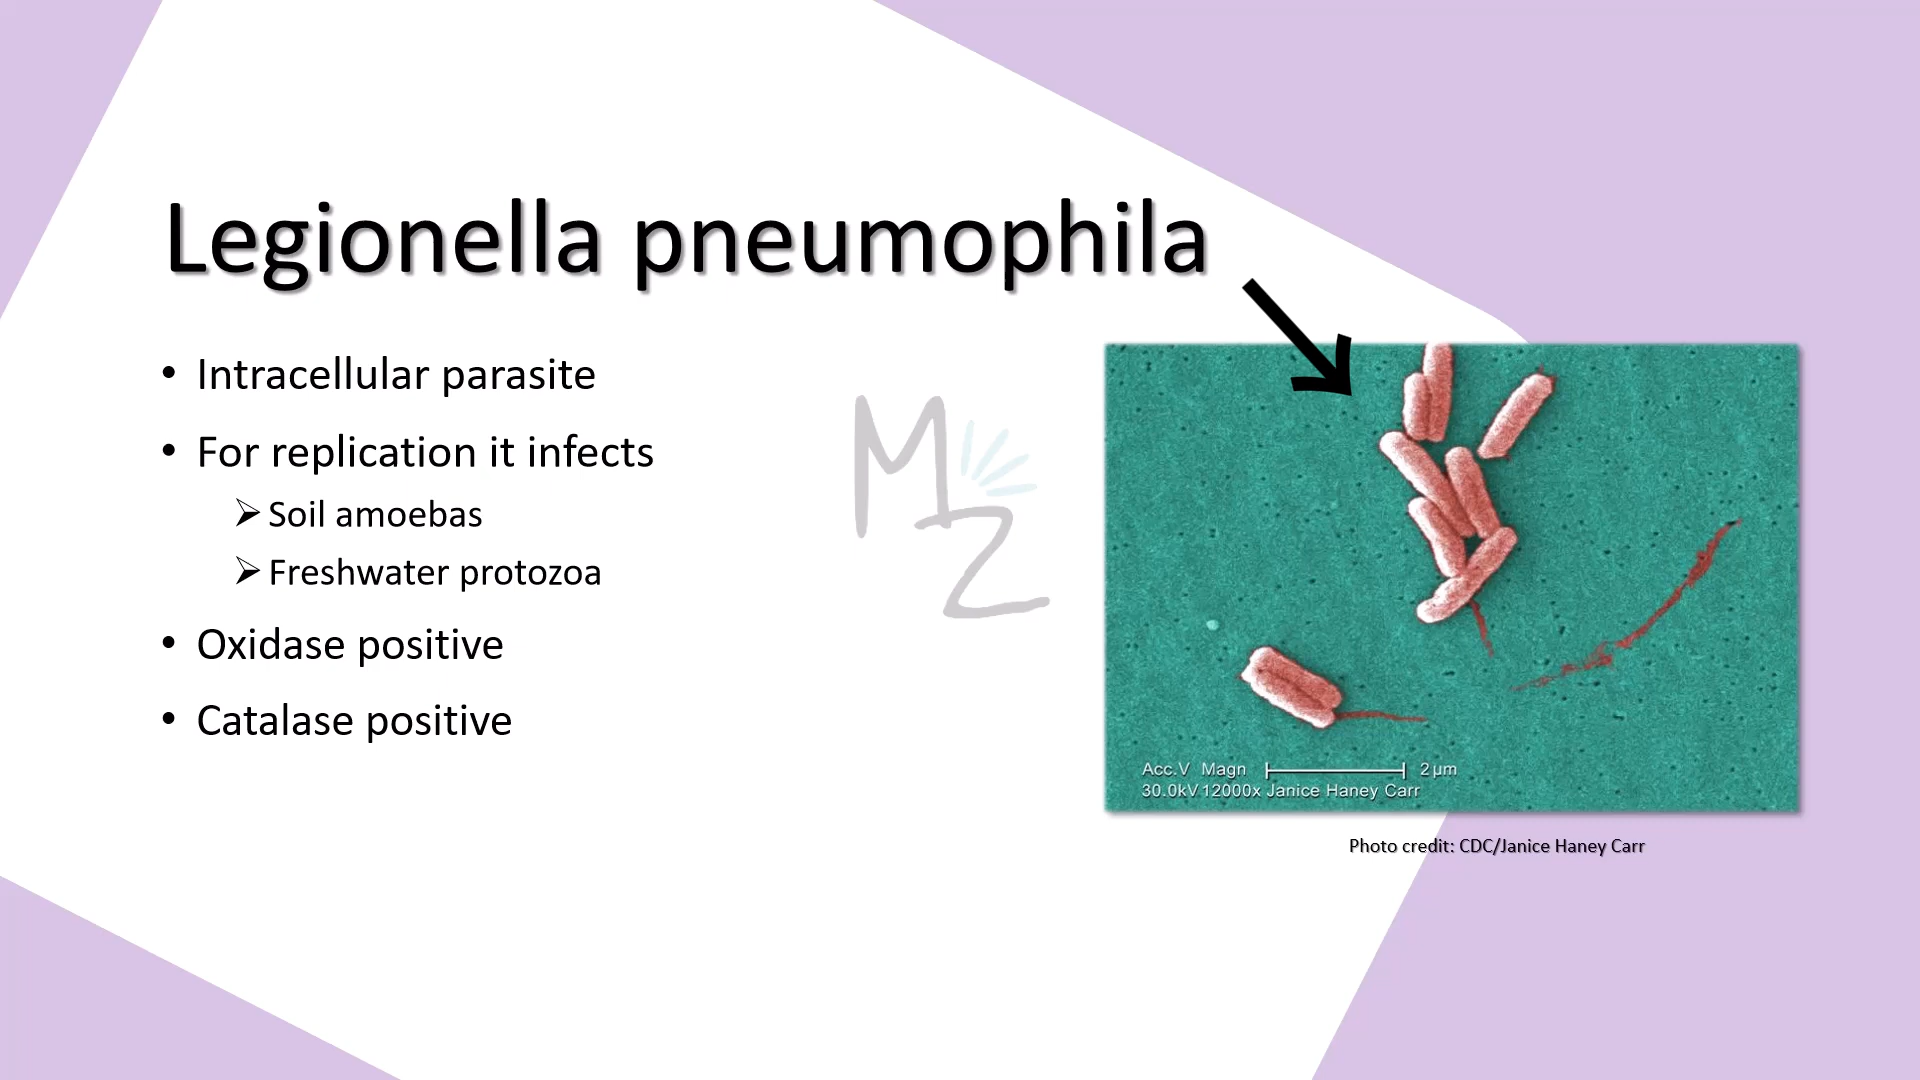 Legionella pneumophila
• Intracellular parasite
• For replication it infects
➢ Soil amoebas
➢ Freshwater protozoa
• Oxidase positive
• Catalase positive
MZ
Acc.V Magn 2 µm
30.0kV 12000x Janice Haney Carr
Photo credit: CDC/Janice Haney Carr